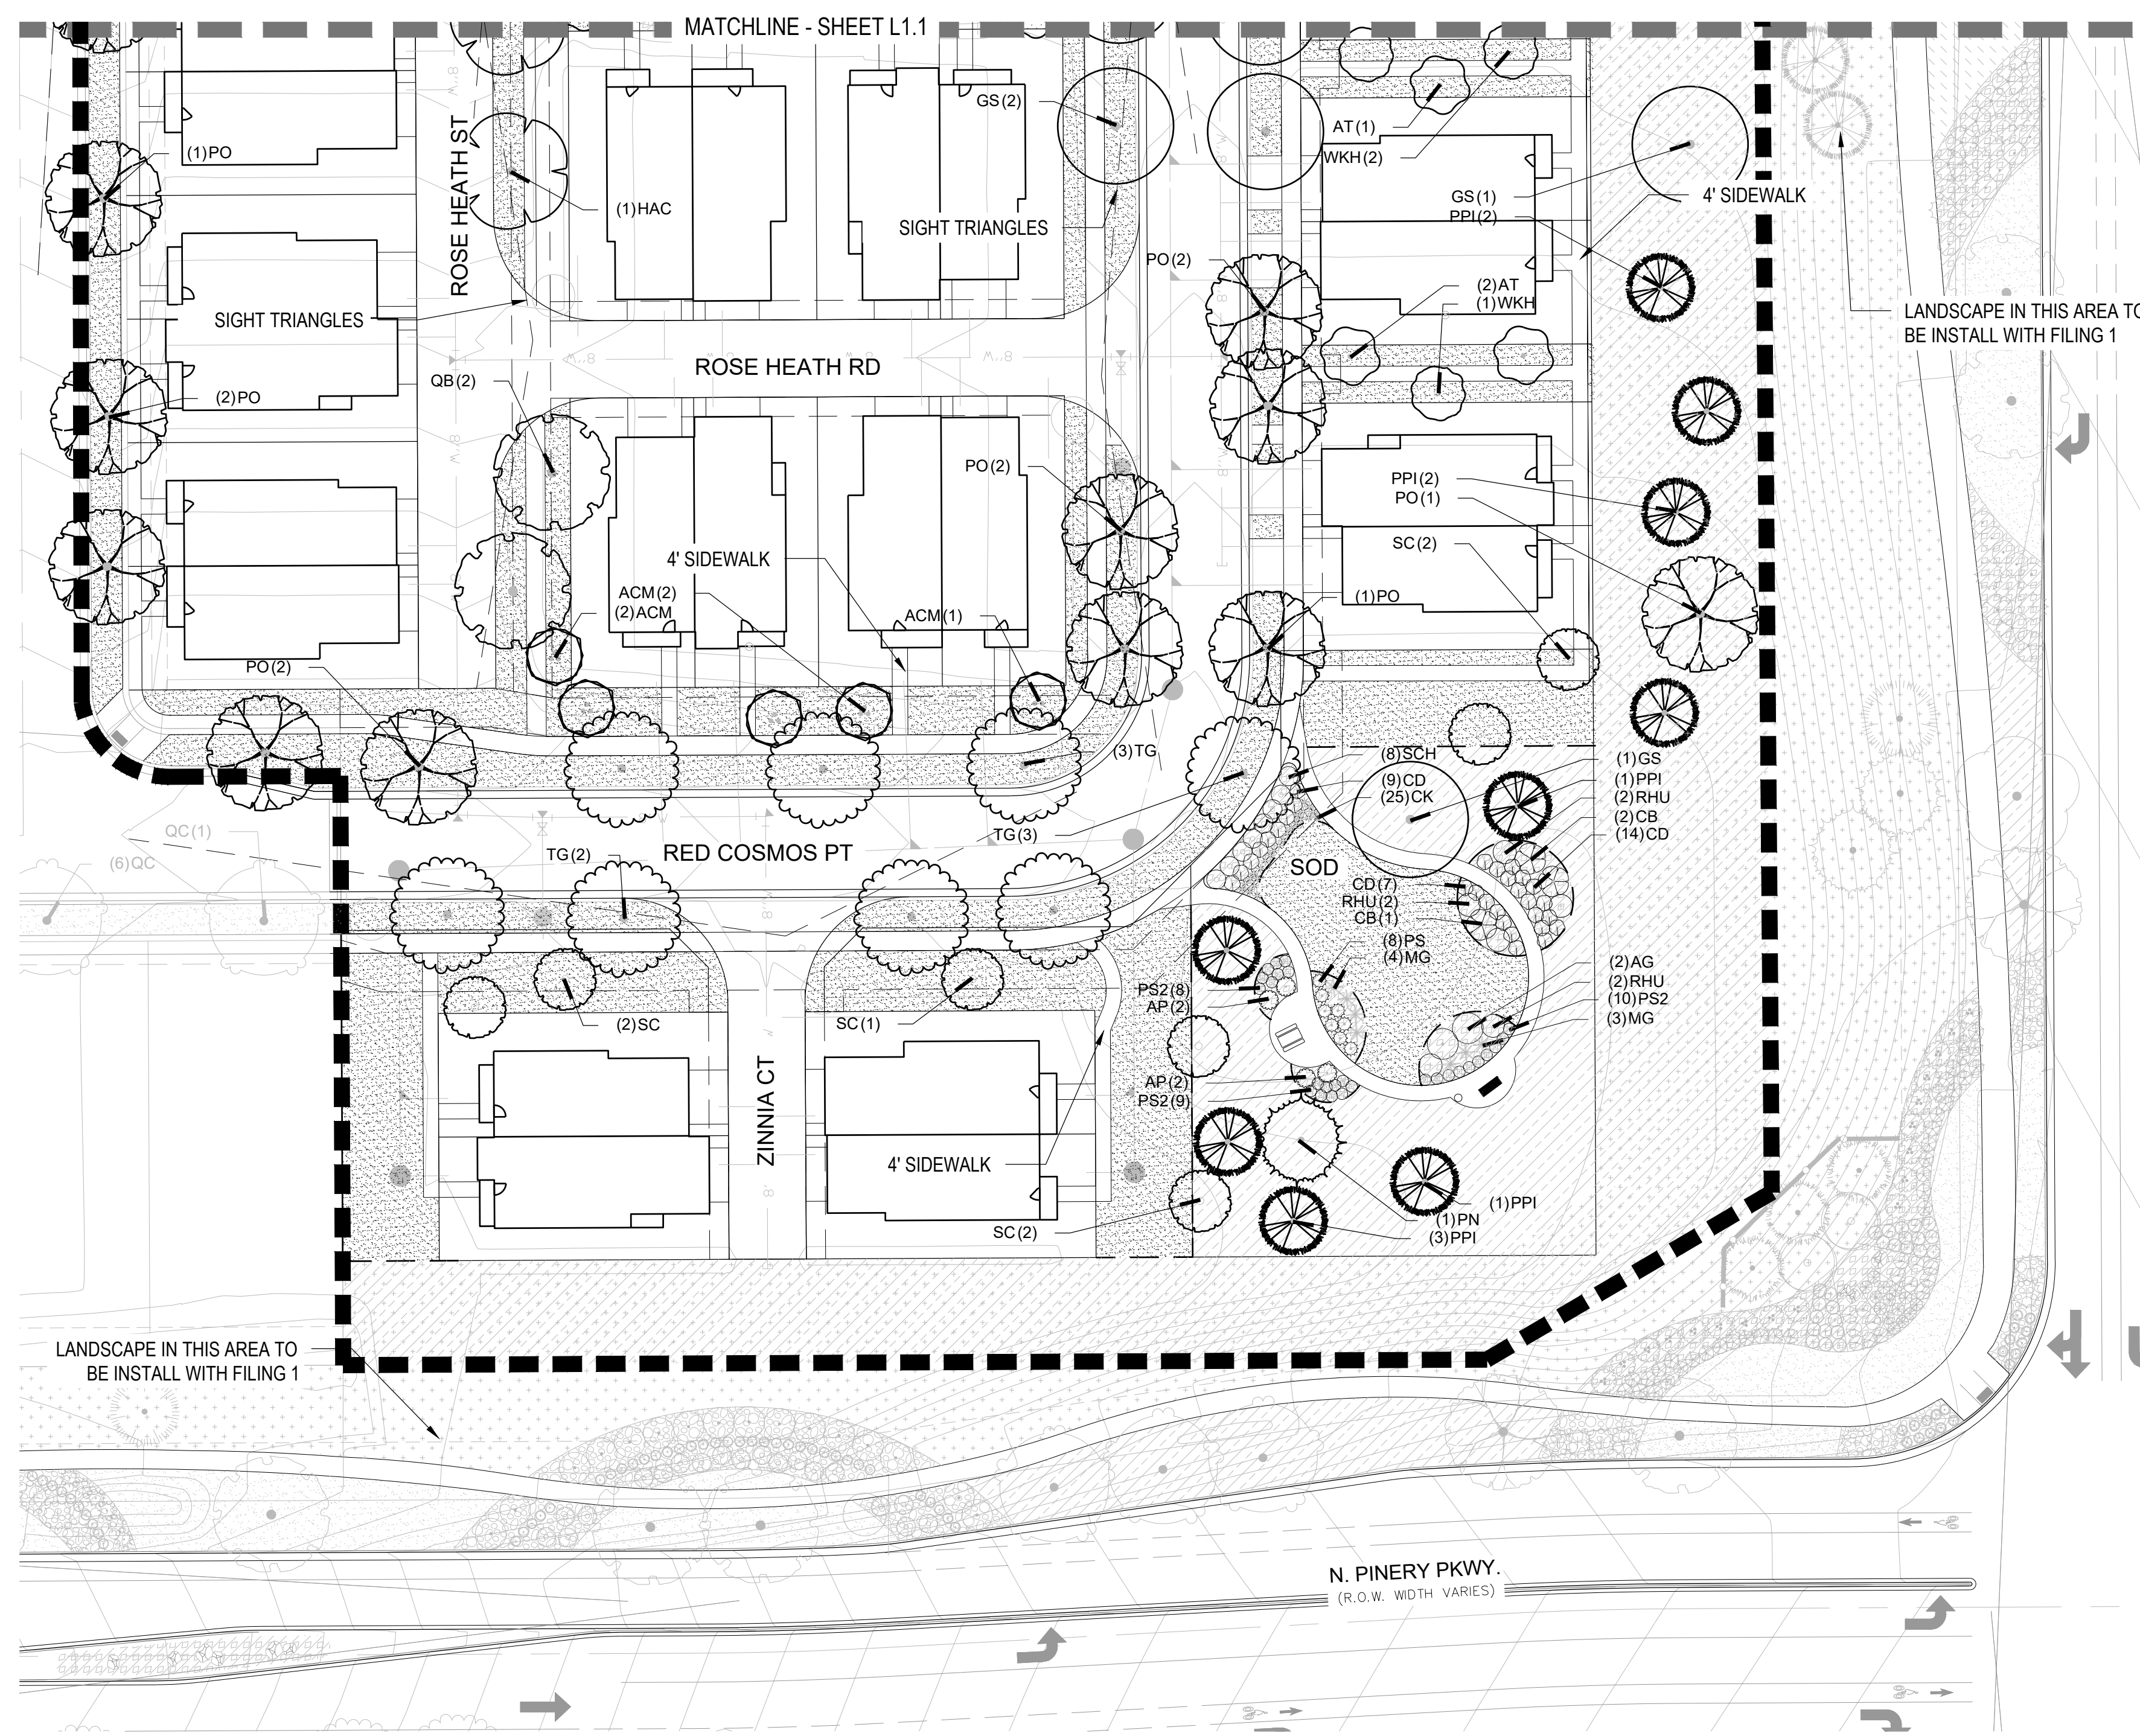 MATCHLINE - SHEET L1.1
GS(2)
AT(1)
WKH(2)
(1)PO
(1)HAC
ROSE HEATH ST
SIGHT TRIANGLES
GS(1)
PPI(2)
4' SIDEWALK
PO(2)
(2)AT
(1)WKH
SIGHT TRIANGLES
LANDSCAPE IN THIS AREA TO
BE INSTALL WITH FILING 1
ROSE HEATH RD
QB(2)
(2)PO
PO(2)
PPI(2)
PO(1)
SC(2)
4' SIDEWALK
ACM(2)
(2)ACM
ACM(1)
(1)PO
PO(2)
(3)TG
(8)SCH
(9)CD
(25)CK
(1)GS
(1)PPI
(2)RHU
(2)CB
(14)CD
QC(1)
(6)QC
TG(3)
TG(2)
RED COSMOS PT
SOD
CD(7)
RHU(2)
CB(1)
(8)PS
(4)MG
(2)AG
(2)RHU
(10)PS2
(3)MG
PS2(8)
AP(2)
(2)SC
SC(1)
ZINNIA CT
AP(2)
PS2(9)
4' SIDEWALK
SC(2)
(1)PPI
(1)PN
(3)PPI
LANDSCAPE IN THIS AREA TO
BE INSTALL WITH FILING 1
N. PINERY PKWY.
(R.O.W. WIDTH VARIES)